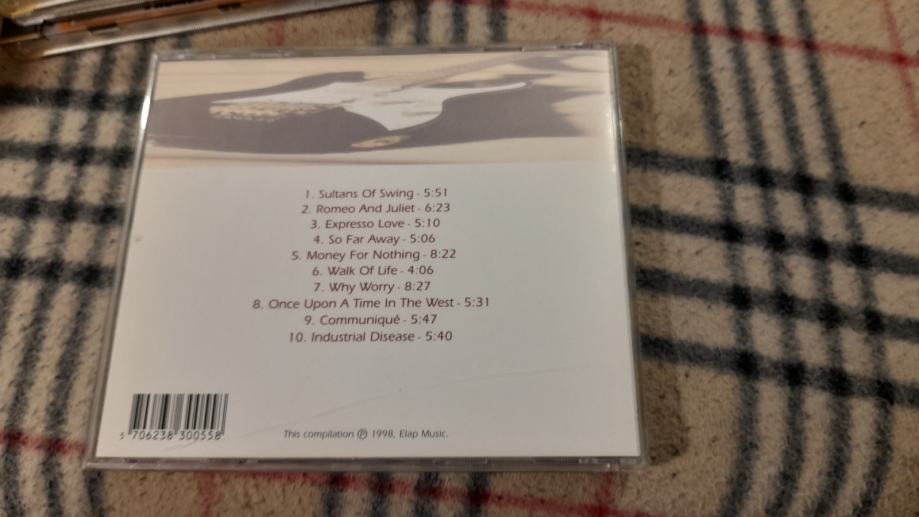 1. Sultans Of Swing - 5:51
2. Romeo And Juliet - 6:23
3. Expresso Love - 5:10
4. So Far Away - 5:06
5. Money For Nothing - 8:22
6. Walk Of Life - 4:06
7. Why Worry - 8:27
8. Once Upon A Time In The West - 5:31
9. Communiqué - 5:47
10. Industrial Disease - 5:40
5 706238 300558
This compilation ℗ 1998, Elap Music.